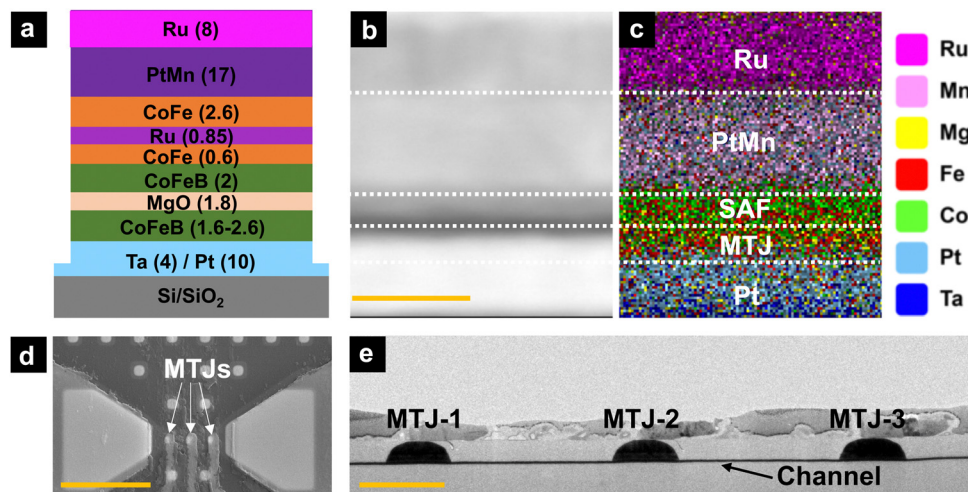 a
Ru (8)
PtMn (17)
CoFe (2.6)
Ru (0.85)
CoFe (0.6)
CoFeB (2)
MgO (1.8)
CoFeB (1.6-2.6)
Ta (4) / Pt (10)
Si/SiO₂
b
c
Ru
PtMn
SAF
MTJ
Pt
Ru
Mn
Mg
Fe
Co
Pt
Ta
d
MTJs
e
MTJ-1
MTJ-2
MTJ-3
Channel